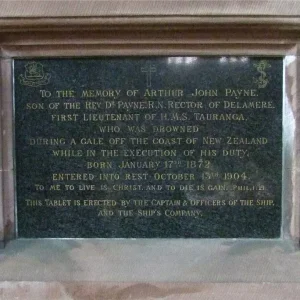 To the memory of Arthur John Payne,
son of the Revd. Dr. Payne, R.N. Rector of Delamere,
First Lieutenant of H.M.S. Tauranga.
who was drowned
during a gale off the coast of New Zealand
while in the execution of his duty.
Born January 17th 1872.
Entered into rest October 13th 1904.
To me to live is Christ, and to die is gain. Phil.I.21
This tablet is erected by the Captain & Officers of the Ship,
and the Ship's Company.